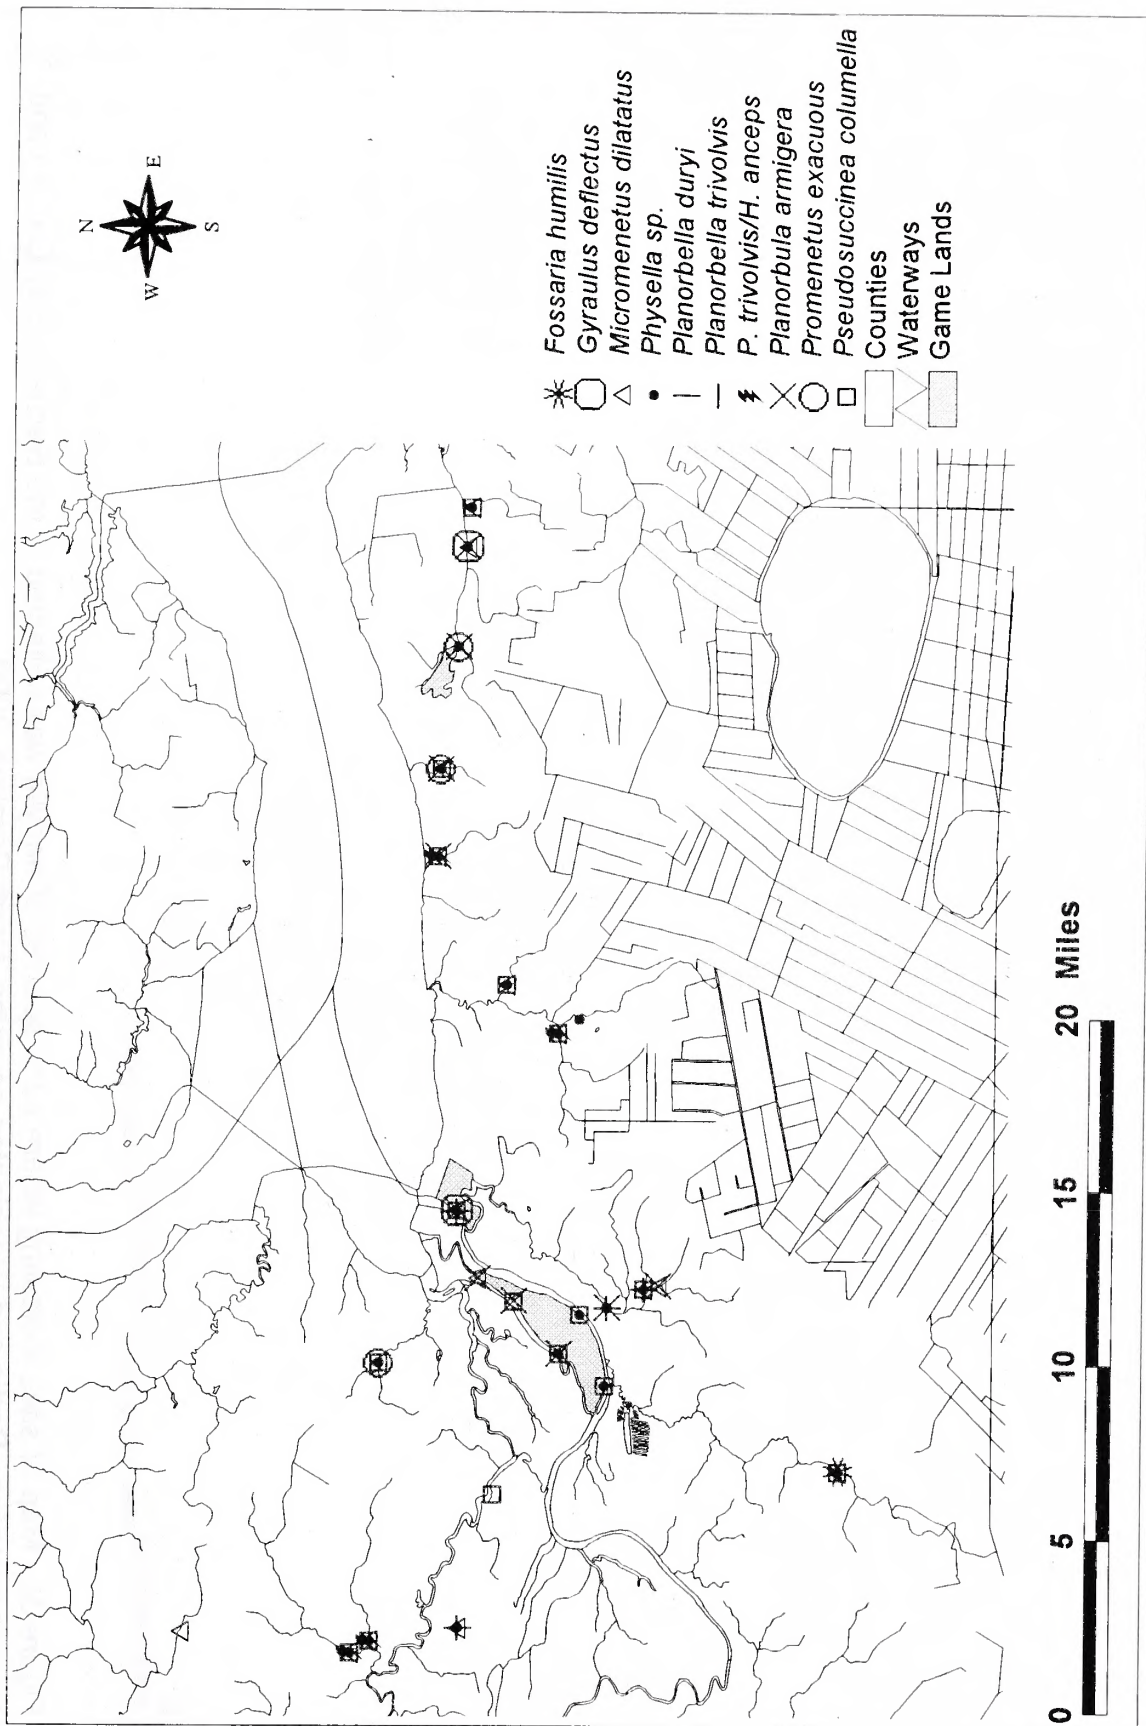 N
W E
S
Fossaria humilis
Gyraulus deflectus
Micromenetus dilatatus
Physella sp.
Planorbella duryi
Planorbella trivolvis
P. trivolvis/H. anceps
Planorbula armigera
Promenetus exacuous
Pseudosuccinea columella
Counties
Waterways
Game Lands
0 5 10 15 20 Miles